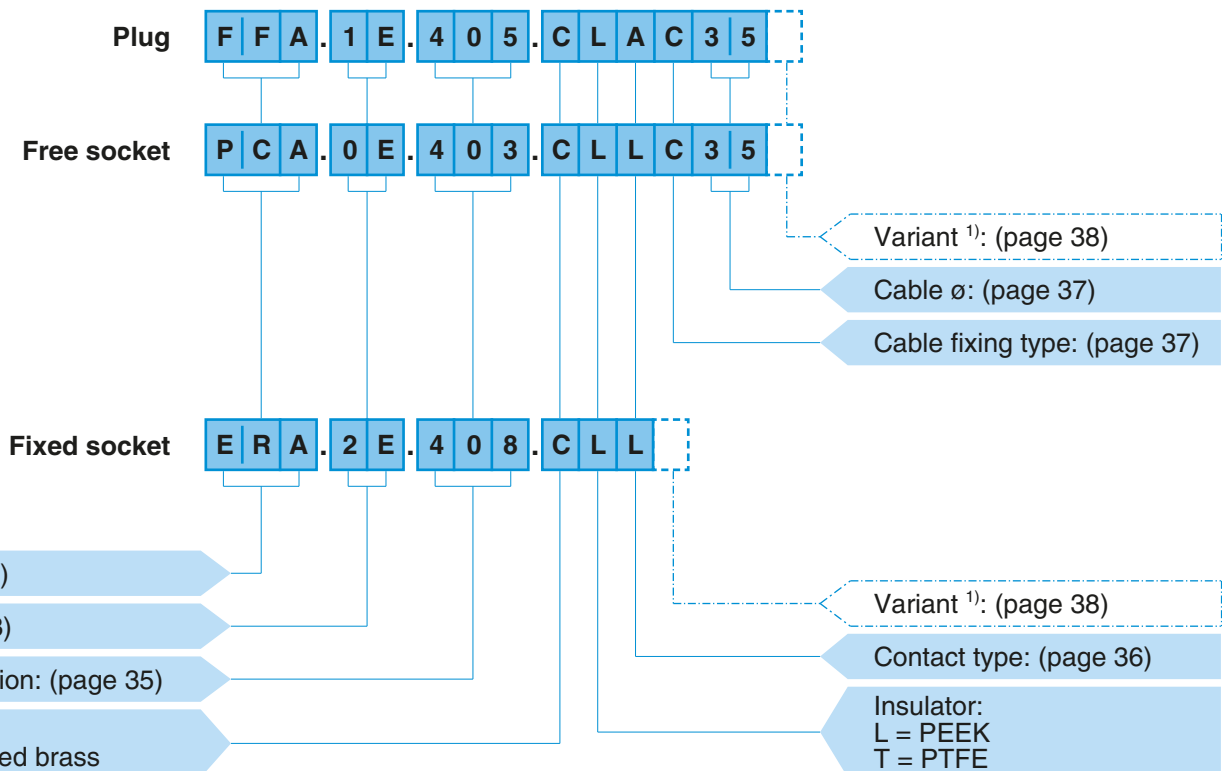 Plug FFA.1E.405.CLAC35
Free socket PCA.0E.403.CLLC35
Variant 1): (page 38)
Cable ø: (page 37)
Cable fixing type: (page 37)
Fixed socket ERA.2E.408.CLL
)
)
(page 35)
brass
Variant 1): (page 38)
Contact type: (page 36)
Insulator:
L = PEEK
T = PTFE